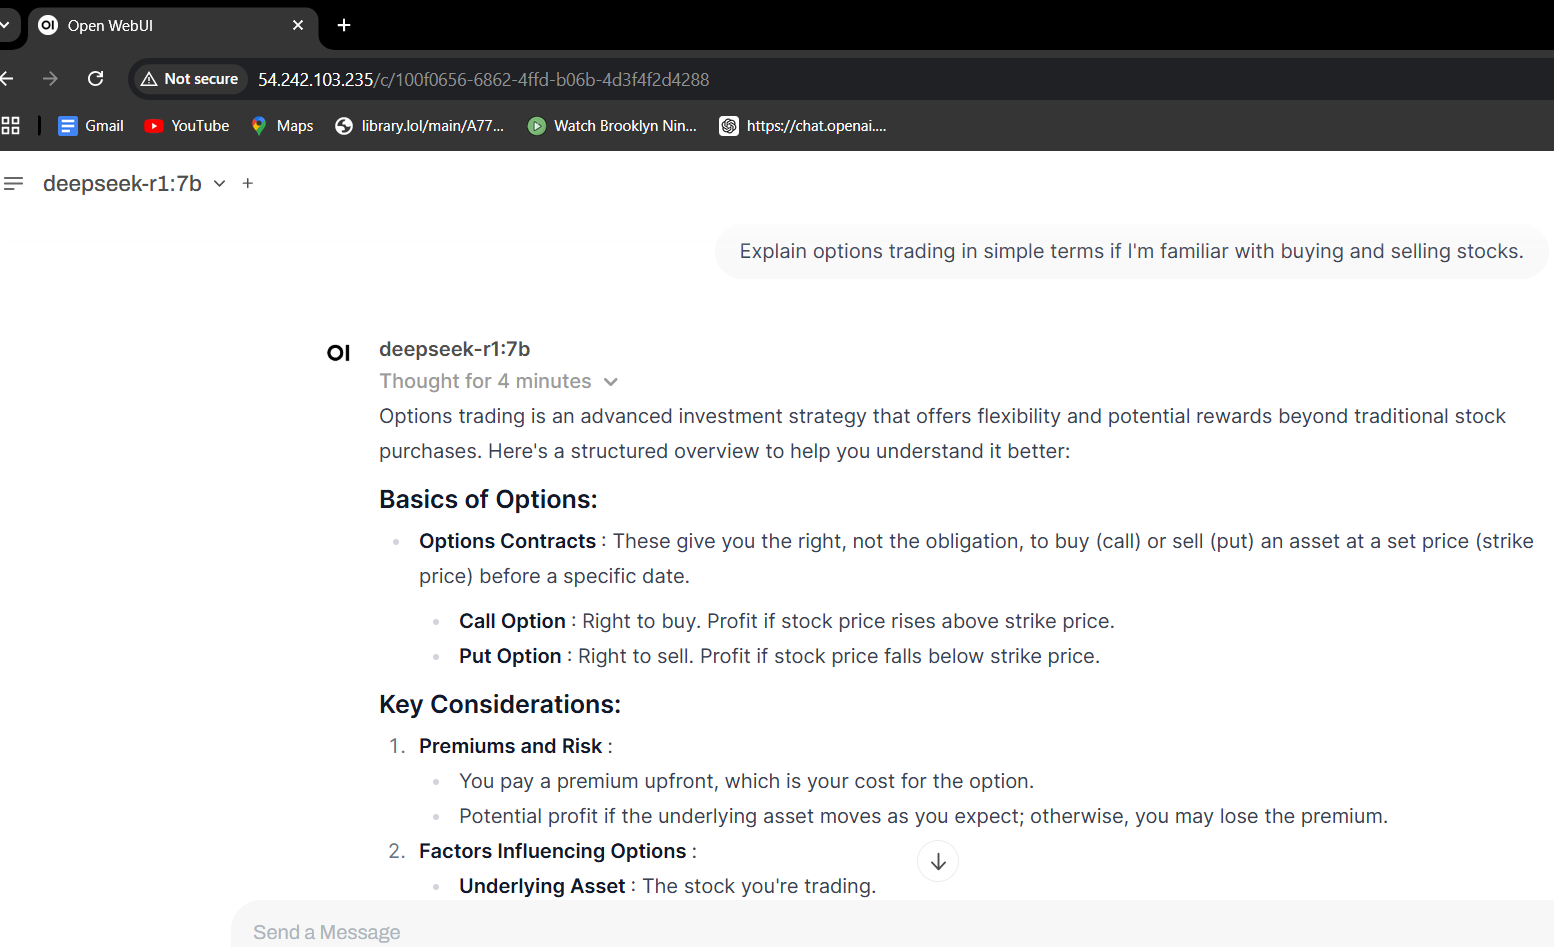 OI Open WebUI
Not secure 54.242.103.235/c/100f0656-6862-4ffd-b06b-4d3f4f2d4288
Gmail YouTube Maps library.lol/main/A77... Watch Brooklyn Nin... https://chat.openai....
deepseek-r1:7b
Explain options trading in simple terms if I'm familiar with buying and selling stocks.
OI deepseek-r1:7b
Thought for 4 minutes
Options trading is an advanced investment strategy that offers flexibility and potential rewards beyond traditional stock
purchases. Here's a structured overview to help you understand it better:
Basics of Options:
• Options Contracts : These give you the right, not the obligation, to buy (call) or sell (put) an asset at a set price (strike
price) before a specific date.
• Call Option : Right to buy. Profit if stock price rises above strike price.
• Put Option : Right to sell. Profit if stock price falls below strike price.
Key Considerations:
1. Premiums and Risk :
• You pay a premium upfront, which is your cost for the option.
• Potential profit if the underlying asset moves as you expect; otherwise, you may lose the premium.
2. Factors Influencing Options :
• Underlying Asset : The stock you're trading.
Send a Message